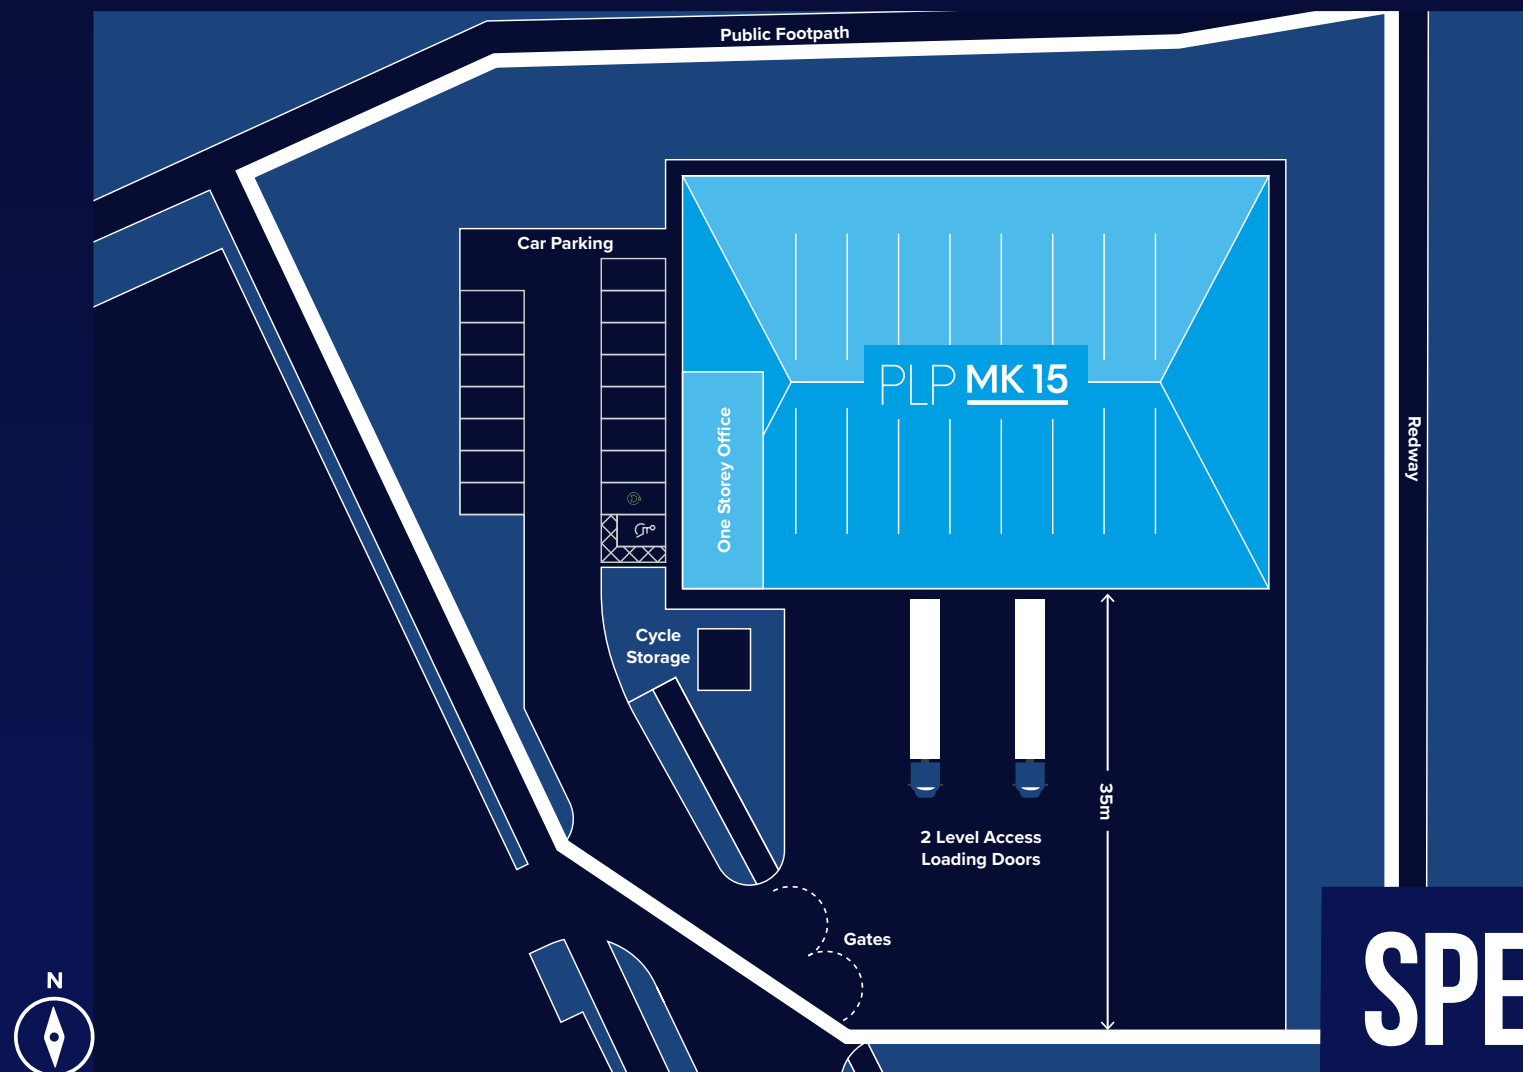 Public Footpath
Car Parking
PLP MK 15
One Storey Office
Redway
Cycle
Storage
35m
2 Level Access
Loading Doors
Gates
N
SPE